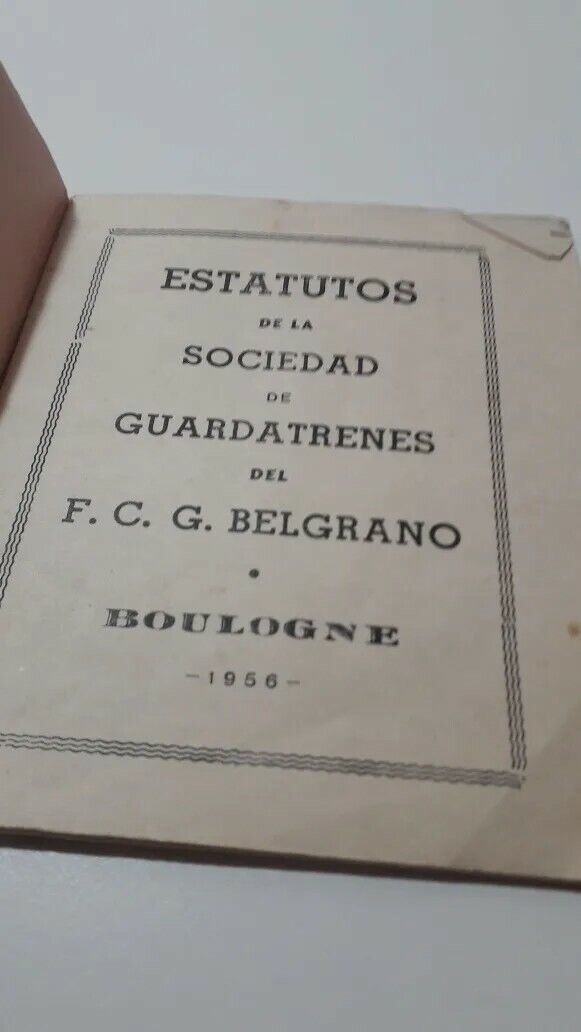 ESTATUTOS
DE LA
SOCIEDAD
DE
GUARDATRENES
DEL
F. C. G. BELGRANO
•
BOULOGNE
-1956-